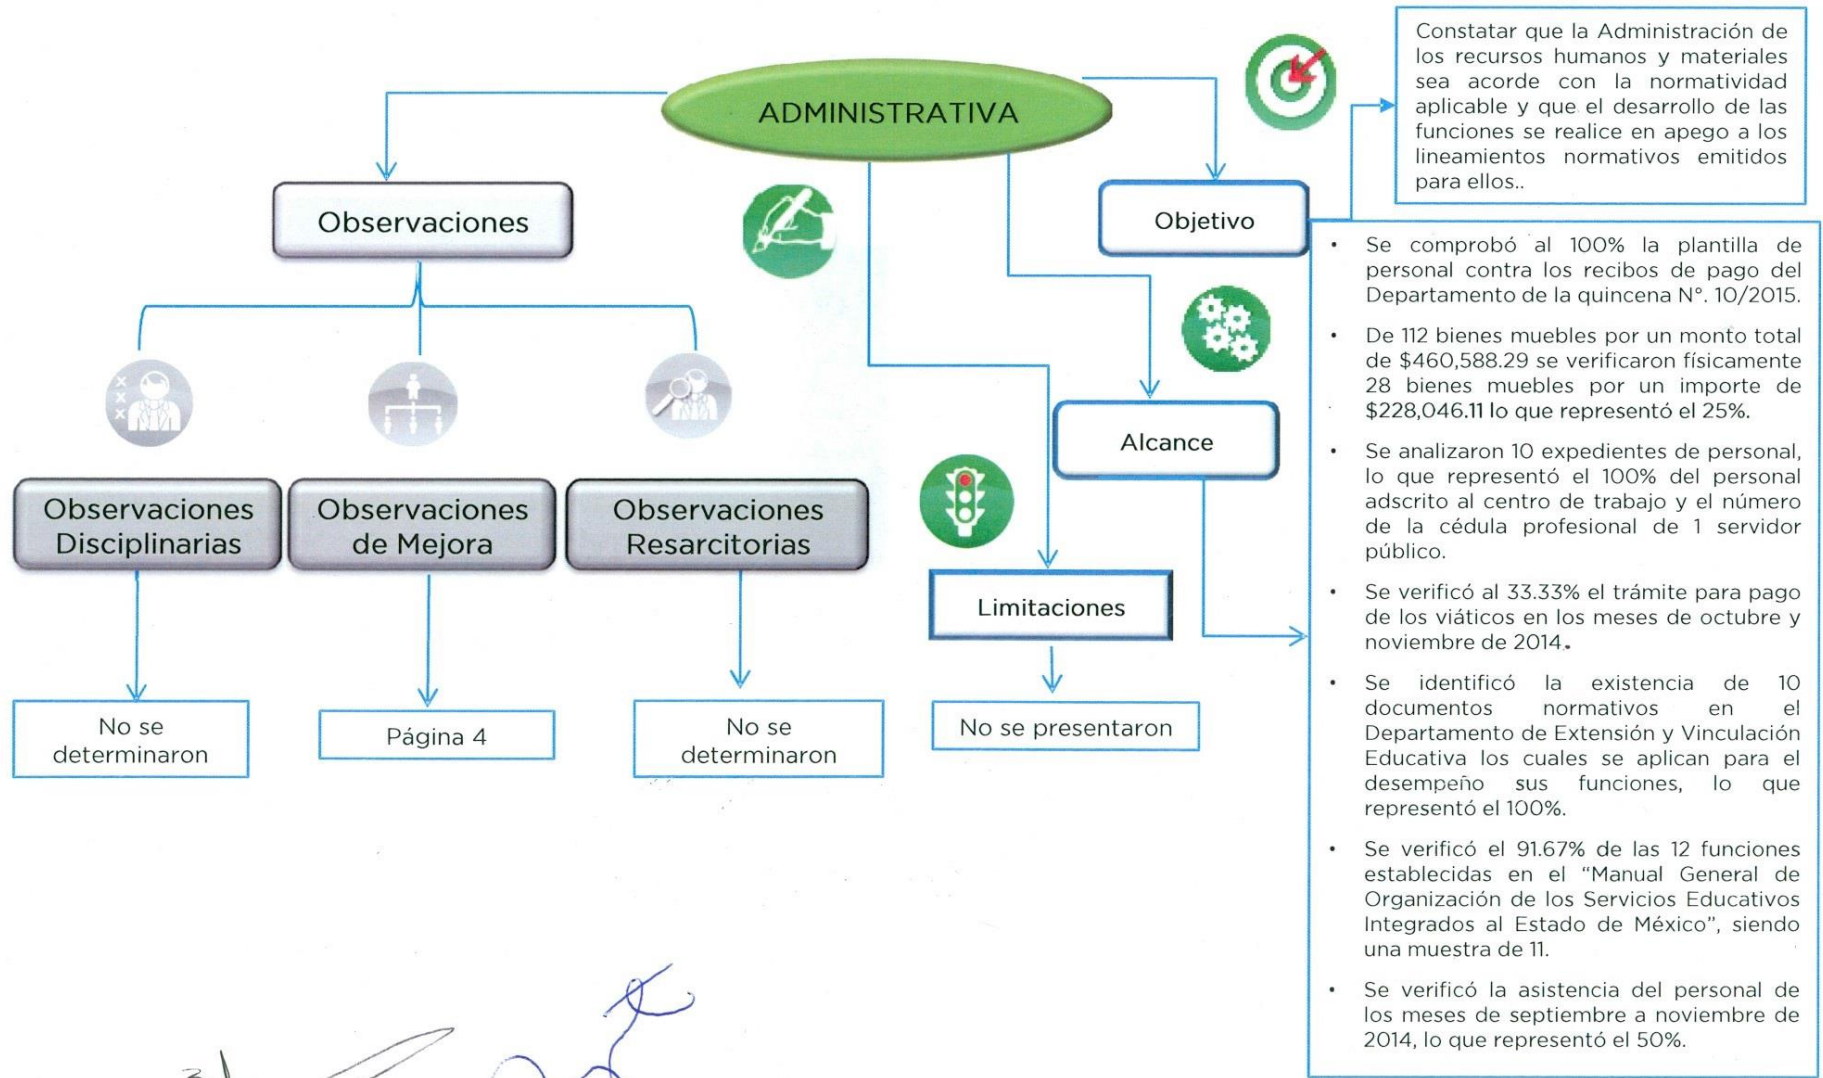 ADMINISTRATIVA
Constatar que la Administración de
los recursos humanos y materiales
sea acorde con la normatividad
aplicable y que el desarrollo de las
funciones se realice en apego a los
lineamientos normativos emitidos
para ellos..
Observaciones
Objetivo
Alcance
Limitaciones
Observaciones
Disciplinarias
Observaciones
de Mejora
Observaciones
Resarcitorias
No se
determinaron
Página 4
No se
determinaron
No se presentaron
• Se comprobó al 100% la plantilla de
personal contra los recibos de pago del
Departamento de la quincena N°. 10/2015.
• De 112 bienes muebles por un monto total
de $460,588.29 se verificaron físicamente
28 bienes muebles por un importe de
$228,046.11 lo que representó el 25%.
• Se analizaron 10 expedientes de personal,
lo que representó el 100% del personal
adscrito al centro de trabajo y el número
de la cédula profesional de 1 servidor
público.
• Se verificó al 33.33% el trámite para pago
de los viáticos en los meses de octubre y
noviembre de 2014.
• Se identificó la existencia de 10
documentos normativos en el
Departamento de Extensión y Vinculación
Educativa los cuales se aplican para el
desempeño sus funciones, lo que
representó el 100%.
• Se verificó el 91.67% de las 12 funciones
establecidas en el “Manual General de
Organización de los Servicios Educativos
Integrados al Estado de México”, siendo
una muestra de 11.
• Se verificó la asistencia del personal de
los meses de septiembre a noviembre de
2014, lo que representó el 50%.